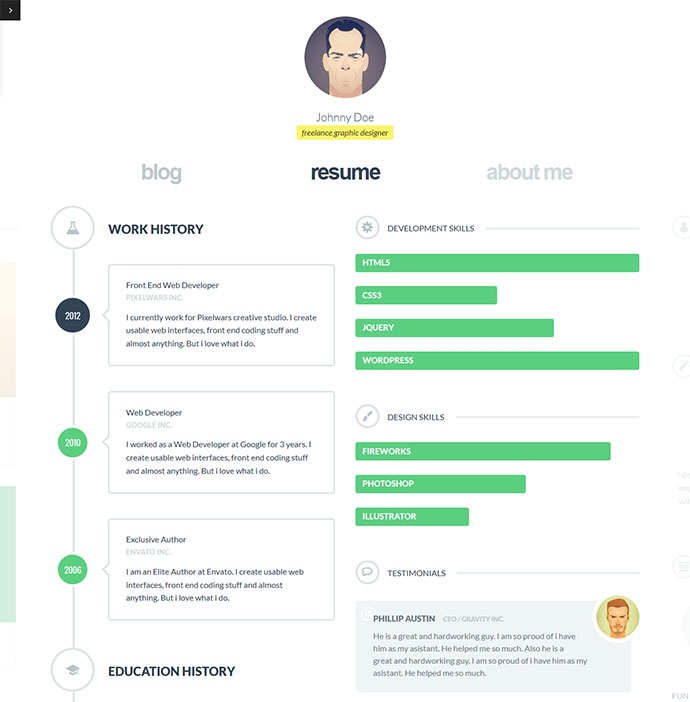 Johnny Doe
freelance graphic designer
blog
resume
about me
WORK HISTORY
2012
Front End Web Developer
PIXELWARS INC.
I currently work for Pixelwars creative studio. I create
usable web interfaces, front end coding stuff and
almost anything. But i love what i do.
2010
Web Developer
GOOGLE INC.
I worked as a Web Developer at Google for 3 years. I
create usable web interfaces, front end coding stuff
and almost anything. But i love what i do.
2006
Exclusive Author
ENVATO INC.
I am an Elite Author at Envato. I create usable web
interfaces, front end coding stuff and almost
anything. But i love what i do.
EDUCATION HISTORY
DEVELOPMENT SKILLS
HTML5
CSS3
JQUERY
WORDPRESS
DESIGN SKILLS
FIREWORKS
PHOTOSHOP
ILLUSTRATOR
TESTIMONIALS
PHILLIP AUSTIN CEO / GRAVITY INC.
He is a great and hardworking guy. I am so proud of i have
him as my asistant. He helped me so much. Also he is a
great and hardworking guy. I am so proud of i have him as my
asistant. He helped me so much.
I de
long
will
FUN